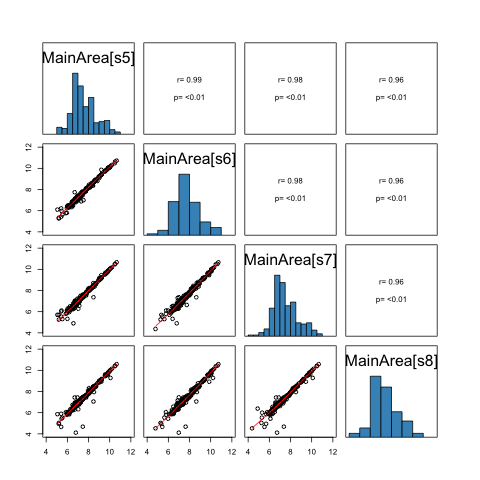 MainArea[s5]
r= 0.99
p= <0.01
r= 0.98
p= <0.01
r= 0.96
p= <0.01
4 6 8 10 12
MainArea[s6]
r= 0.98
p= <0.01
r= 0.96
p= <0.01
4 6 8 10 12
MainArea[s7]
r= 0.96
p= <0.01
4 6 8 10 12
MainArea[s8]
4 6 8 10 12
4 6 8 10 12
4 6 8 10 12